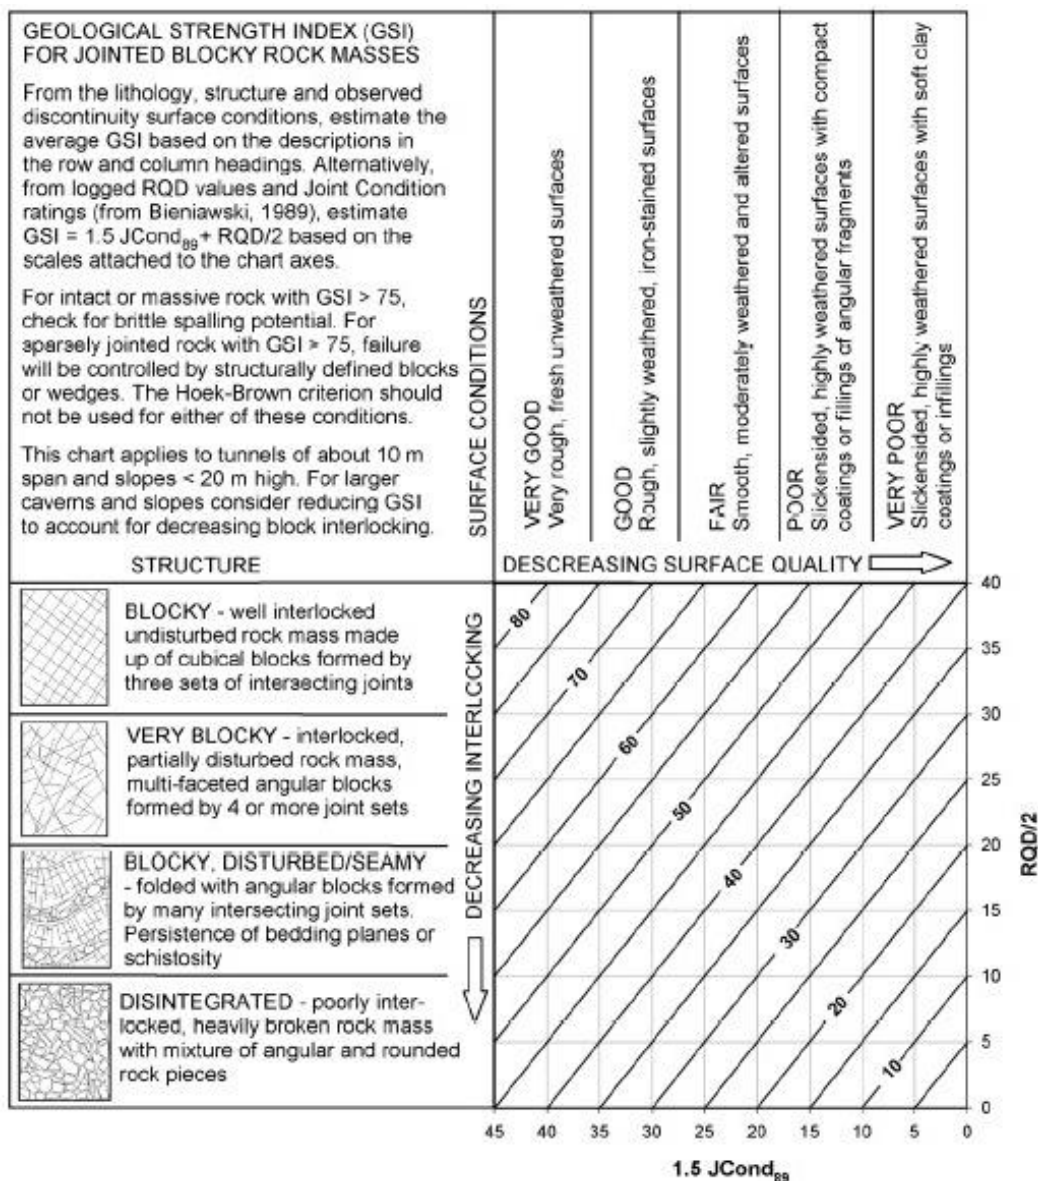 GEOLOGICAL STRENGTH INDEX (GSI)
FOR JOINTED BLOCKY ROCK MASSES
From the lithology, structure and observed
discontinuity surface conditions, estimate the
average GSI based on the descriptions in
the row and column headings. Alternatively,
from logged RQD values and Joint Condition
ratings (from Bieniawski, 1989), estimate
GSI = 1.5 JCond89 + RQD/2 based on the
scales attached to the chart axes.
For intact or massive rock with GSI > 75,
check for brittle spalling potential. For
sparsely jointed rock with GSI > 75, failure
will be controlled by structurally defined blocks
or wedges. The Hoek-Brown criterion should
not be used for either of these conditions.
This chart applies to tunnels of about 10 m
span and slopes < 20 m high. For larger
caverns and slopes consider reducing GSI
to account for decreasing block interlocking.
SURFACE CONDITIONS
VERY GOOD
Very rough, fresh unweathered surfaces
GOOD
Rough, slightly weathered, iron-stained surfaces
FAIR
Smooth, moderately weathered and altered surfaces
POOR
Slickensided, highly weathered surfaces with compact
coatings or fillings of angular fragments
VERY POOR
Slickensided, highly weathered surfaces with soft clay
coatings or infillings
STRUCTURE
DESCREASING SURFACE QUALITY
BLOCKY - well interlocked
undisturbed rock mass made
up of cubical blocks formed by
three sets of intersecting joints
VERY BLOCKY - interlocked,
partially disturbed rock mass,
multi-faceted angular blocks
formed by 4 or more joint sets
BLOCKY, DISTURBED/SEAMY
- folded with angular blocks formed
by many intersecting joint sets.
Persistence of bedding planes or
schistosity
DISINTEGRATED - poorly inter-
locked, heavily broken rock mass
with mixture of angular and rounded
rock pieces
DECREASING INTERLOCKING
80
70
60
50
40
30
20
10
40
35
30
25
20
15
10
5
0
RQD/2
45 40 35 30 25 20 15 10 5 0
1.5 JCond89